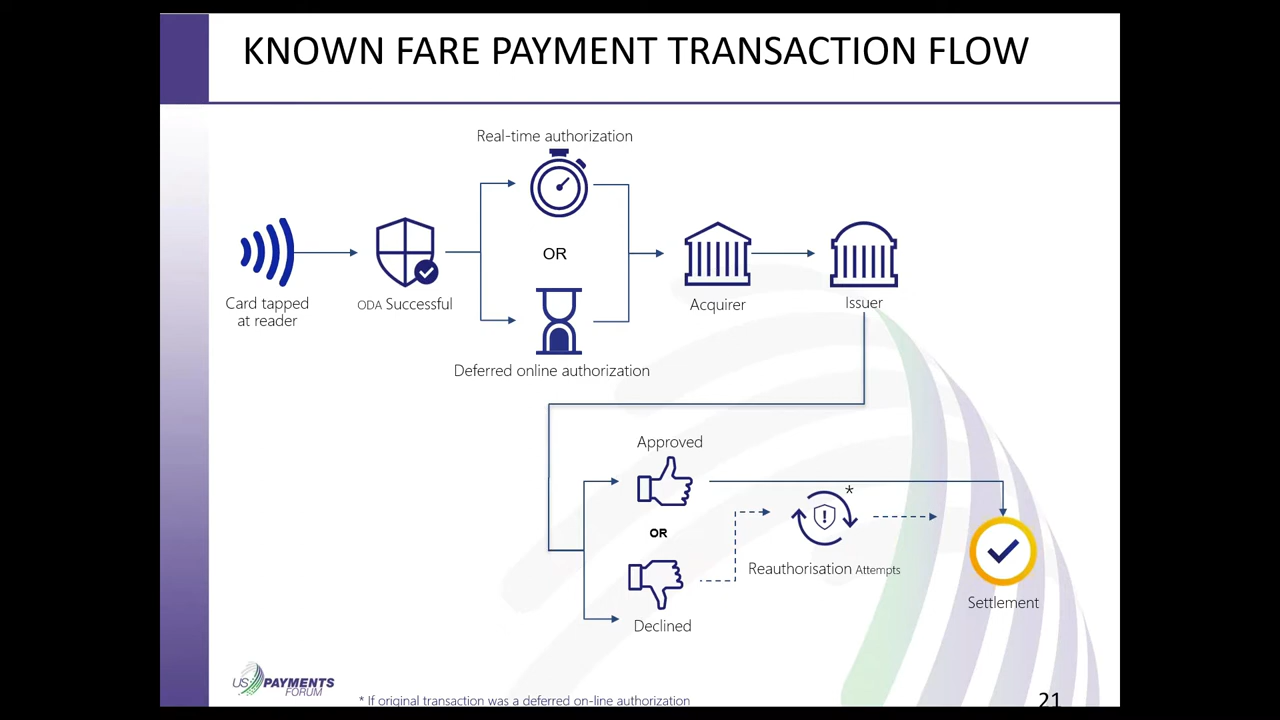 KNOWN FARE PAYMENT TRANSACTION FLOW
Real-time authorization
OR
Deferred online authorization
Card tapped
at reader
ODA Successful
Acquirer
Issuer
Approved
OR
Declined
*
Reauthorisation Attempts
Settlement
US PAYMENTS
FORUM
* If original transaction was a deferred on-line authorization
21